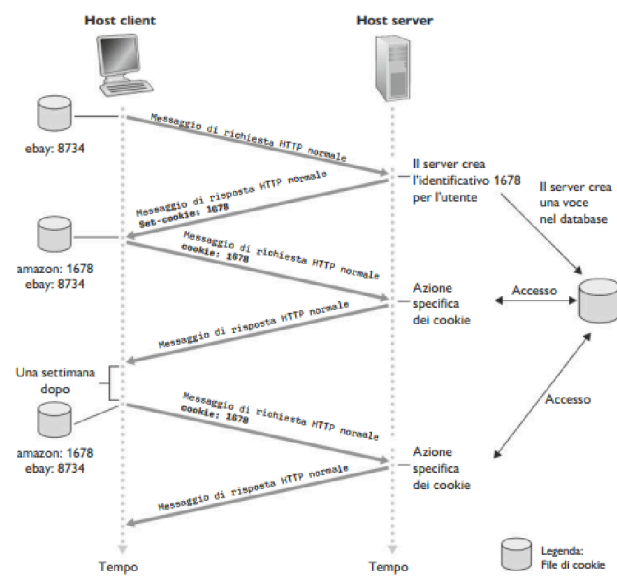 Host client
Host server
ebay: 8734
Messaggio di richiesta HTTP normale
Il server crea
l'identificativo 1678
per l'utente
Il server crea
una voce
nel database
Messaggio di risposta HTTP normale
Set-cookie: 1678
amazon: 1678
ebay: 8734
Messaggio di richiesta HTTP normale
cookie: 1678
Azione
specifica
dei cookie
Accesso
Messaggio di risposta HTTP normale
Una settimana
dopo
amazon: 1678
ebay: 8734
Messaggio di richiesta HTTP normale
cookie: 1678
Accesso
Azione
specifica
dei cookie
Messaggio di risposta HTTP normale
Tempo
Tempo
Legenda:
File di cookie